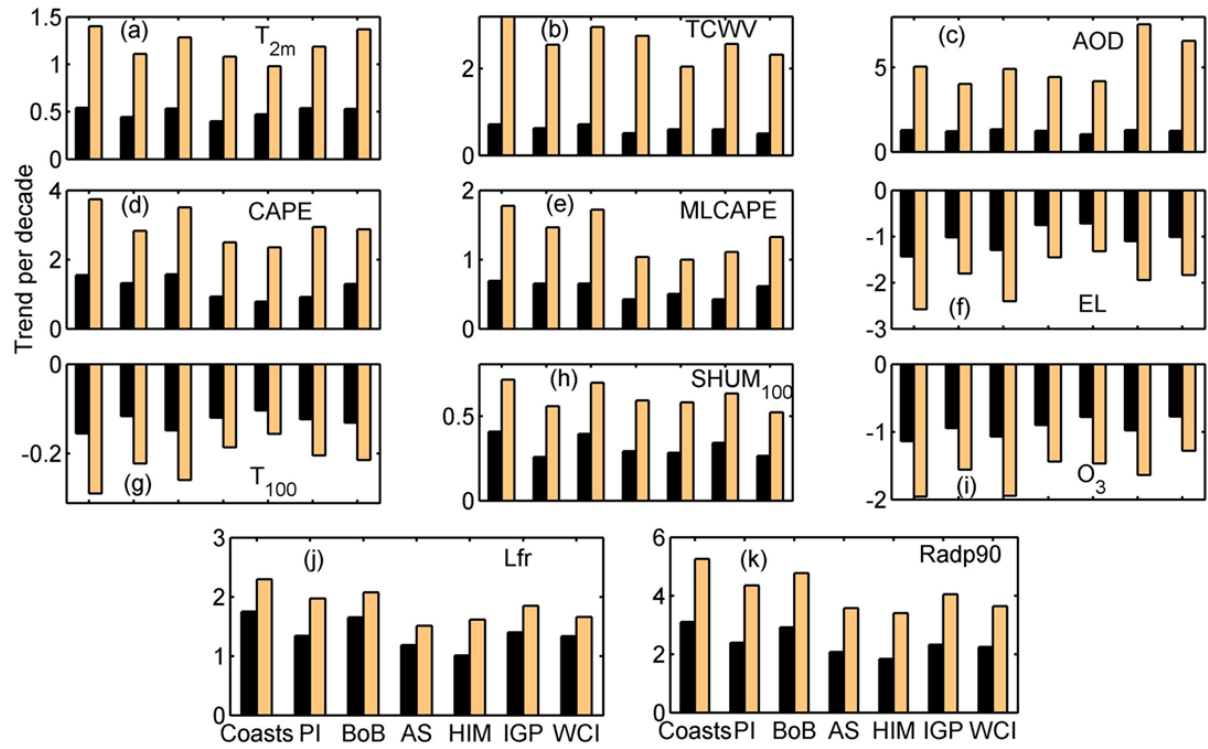 Trend per decade
1.5
1
0.5
0
(a)
T2m
2
0
(b)
TCWV
5
0
(c)
AOD
4
2
0
(d)
CAPE
2
1
0
(e)
MLCAPE
0
-1
-2
-3
(f)
EL
0
-0.2
(g)
T100
0.5
0
(h)
SHUM100
0
-1
-2
(i)
O3
3
2
1
0
(j)
Lfr
Coasts PI BoB AS HIM IGP WCI
6
4
2
0
(k)
Radp90
Coasts PI BoB AS HIM IGP WCI